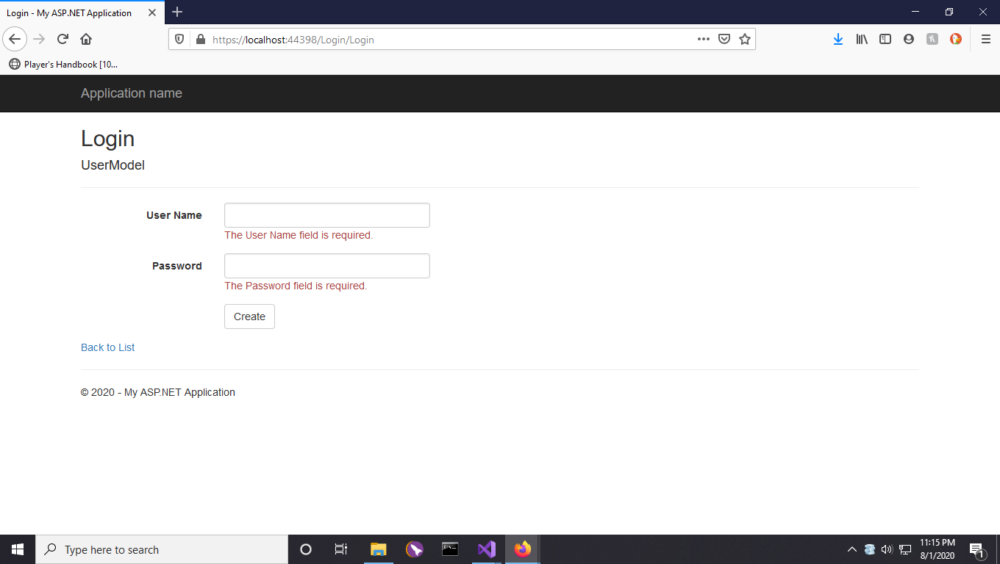 Login - My ASP.NET Application
https://localhost:44398/Login/Login
Player's Handbook [10...
Application name
Login
UserModel
User Name
The User Name field is required.
Password
The Password field is required.
Create
Back to List
© 2020 - My ASP.NET Application
Type here to search
11:15 PM
8/1/2020
1